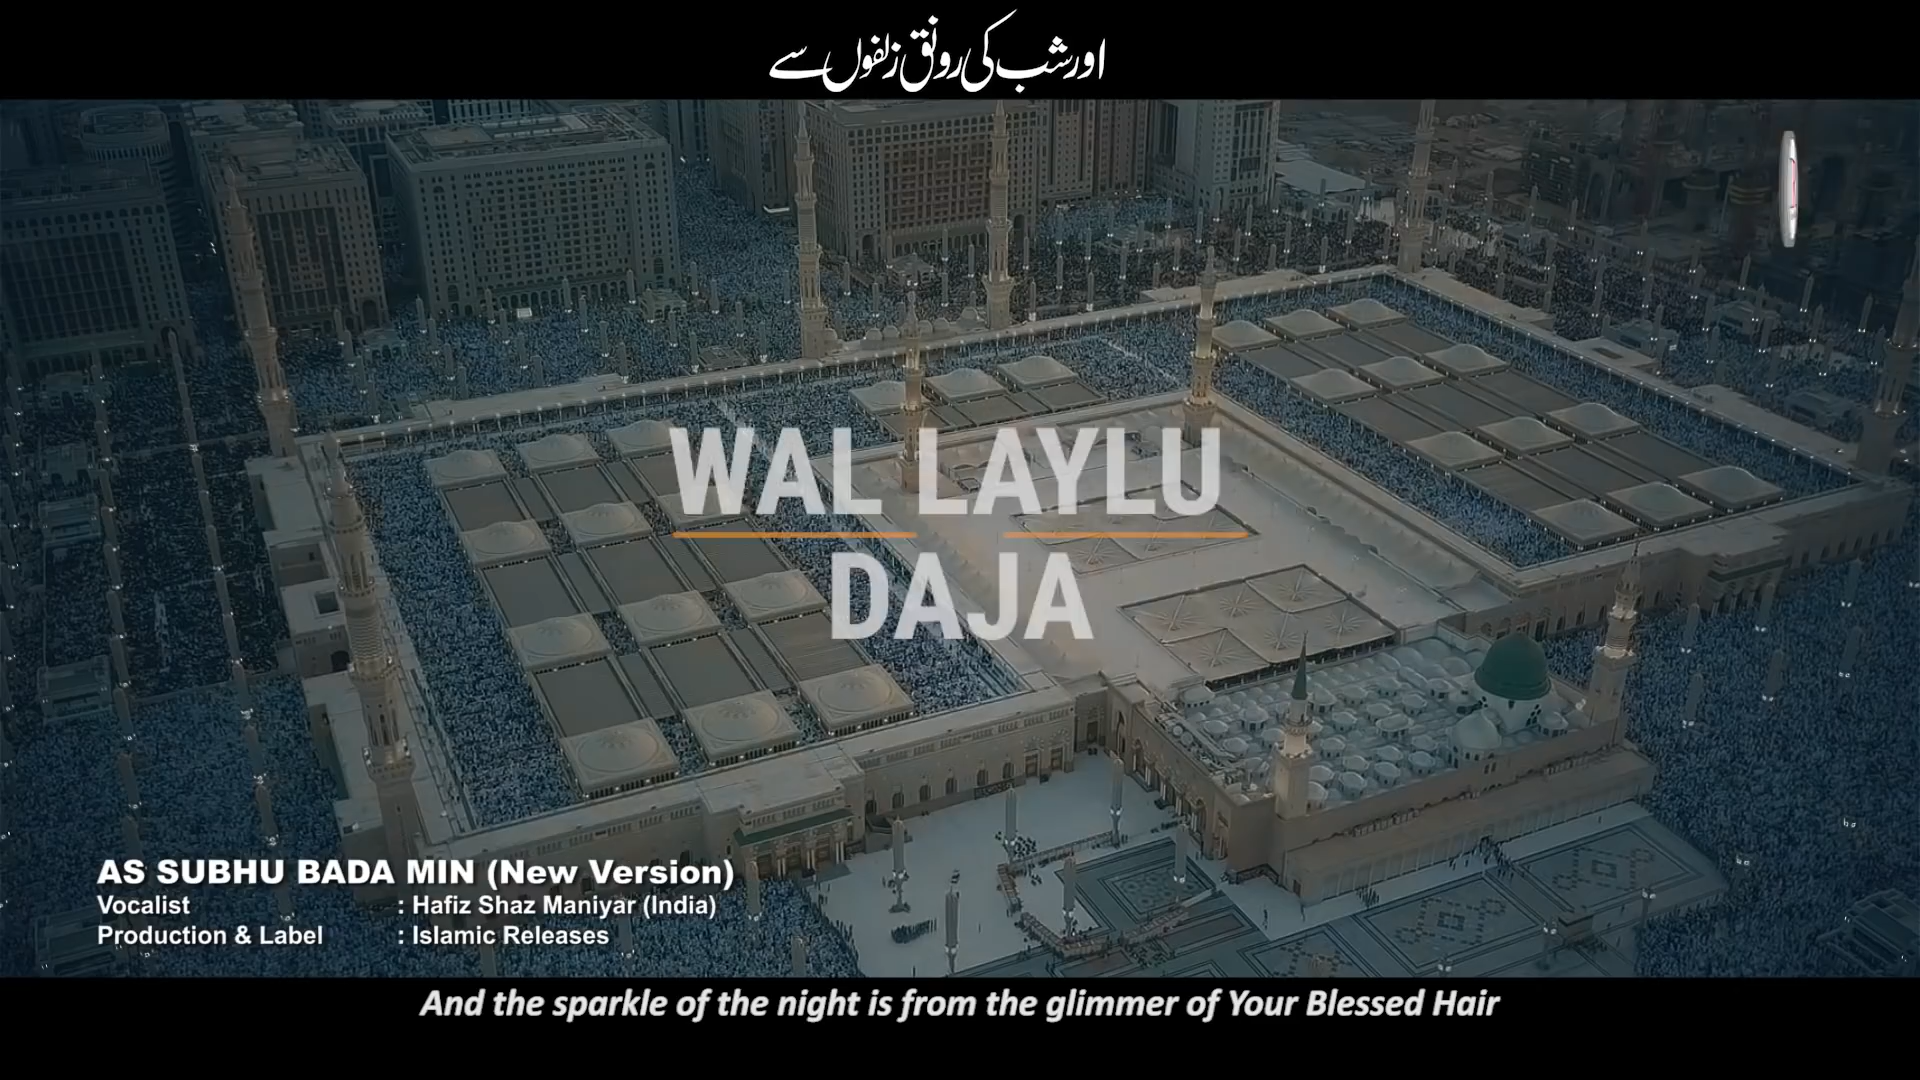 اور شب کی رونق زلفوں سے
WAL LAYLU
DAJA
AS SUBHU BADA MIN (New Version)
Vocalist : Hafiz Shaz Maniyar (India)
Production & Label : Islamic Releases
And the sparkle of the night is from the glimmer of Your Blessed Hair